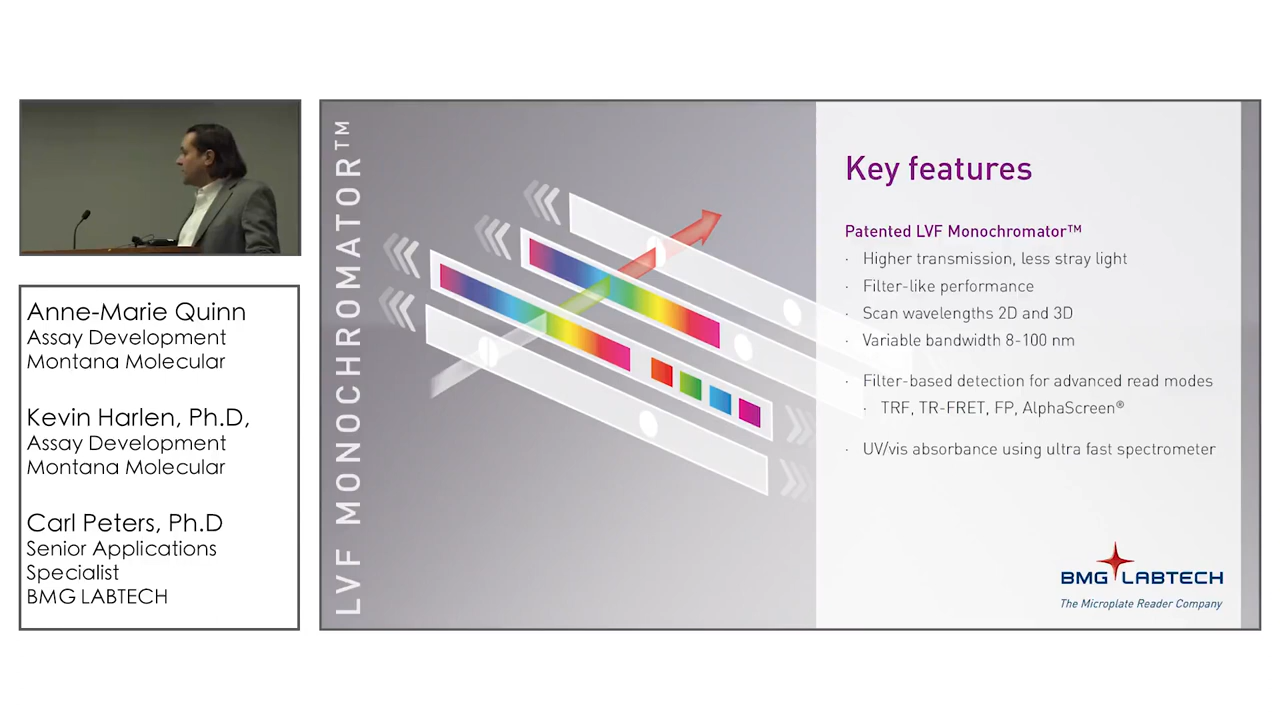 Anne-Marie Quinn
Assay Development
Montana Molecular
Kevin Harlen, Ph.D,
Assay Development
Montana Molecular
Carl Peters, Ph.D
Senior Applications
Specialist
BMG LABTECH
LVF MONOCHROMATOR™
Key features
Patented LVF Monochromator™
· Higher transmission, less stray light
· Filter-like performance
· Scan wavelengths 2D and 3D
· Variable bandwidth 8-100 nm
· Filter-based detection for advanced read modes
· TRF, TR-FRET, FP, AlphaScreen®
· UV/vis absorbance using ultra fast spectrometer
BMG LABTECH
The Microplate Reader Company